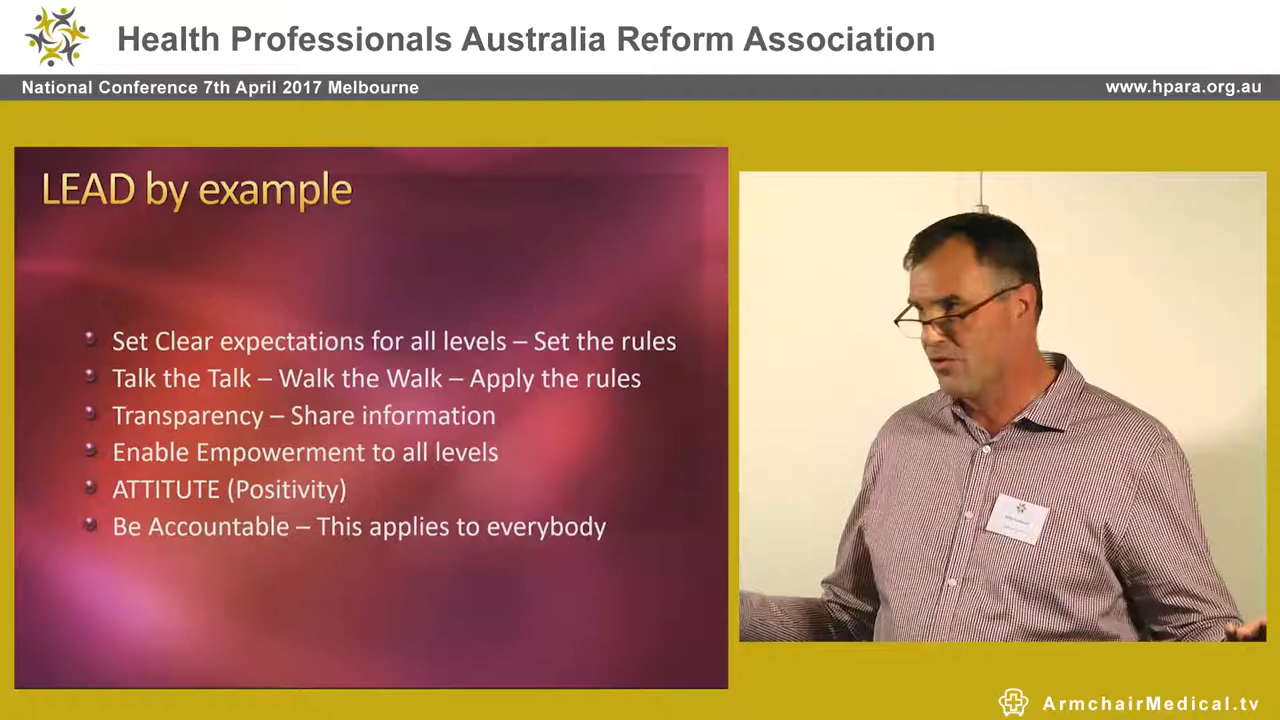 Health Professionals Australia Reform Association
National Conference 7th April 2017 Melbourne
www.hpara.org.au
LEAD by example
Set Clear expectations for all levels – Set the rules
Talk the Talk – Walk the Walk – Apply the rules
Transparency – Share information
Enable Empowerment to all levels
ATTITUTE (Positivity)
Be Accountable – This applies to everybody
ArmchairMedical.tv